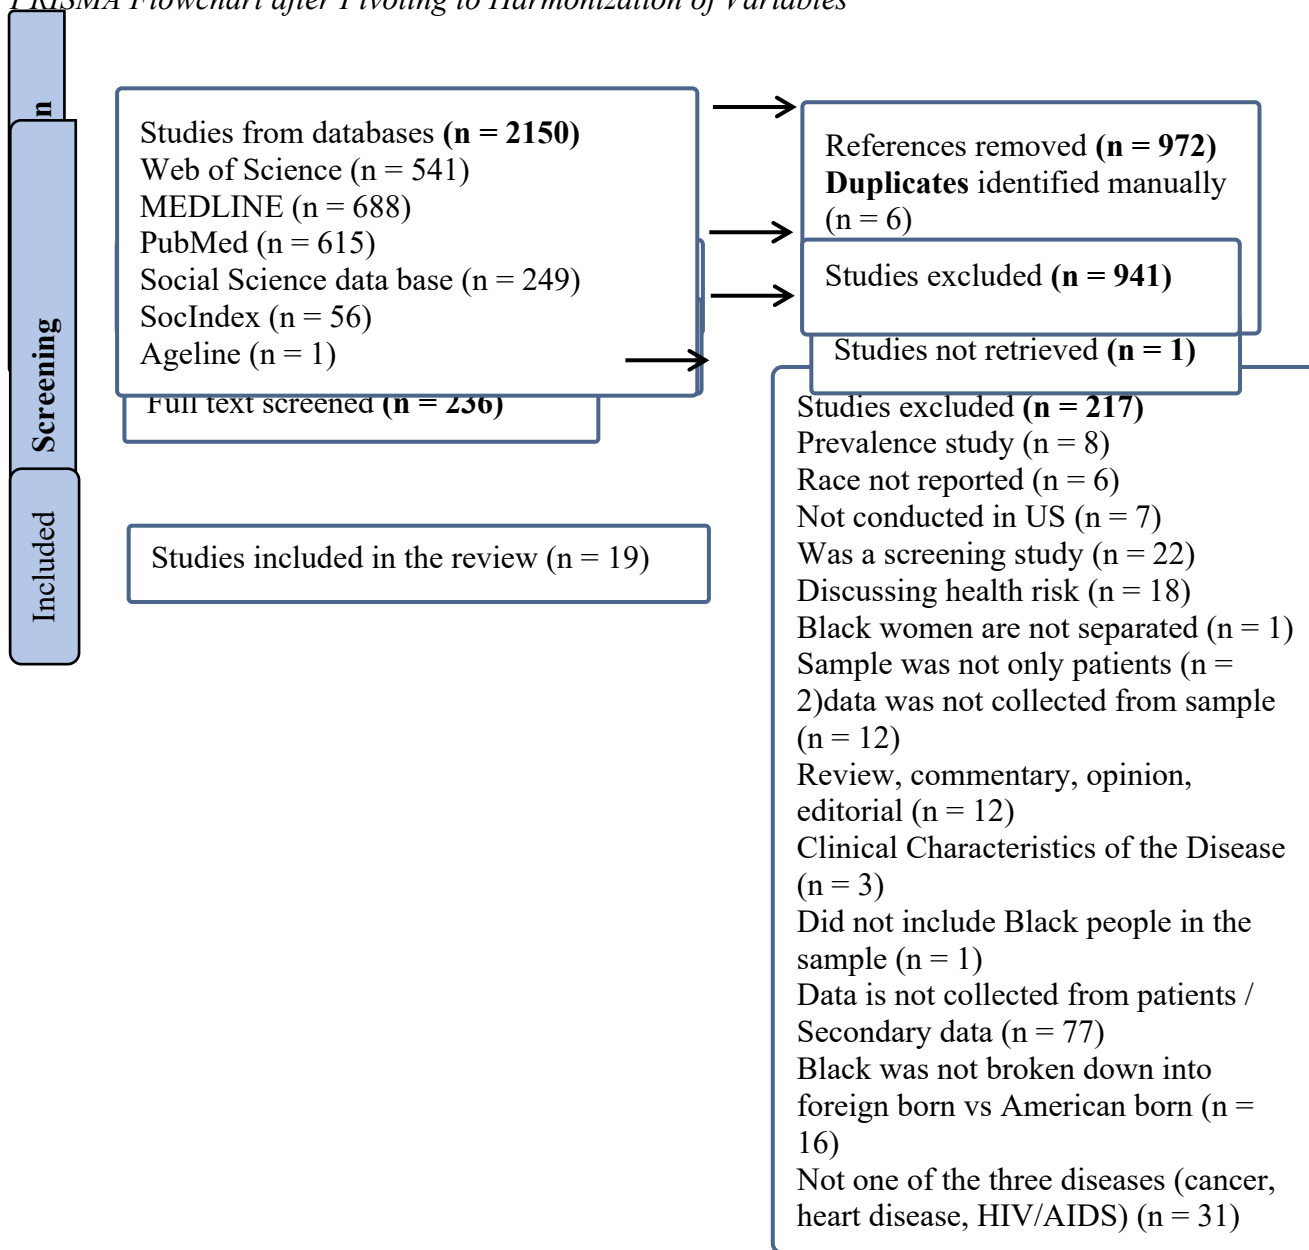 PRISMA Flowchart after Pivoting to Harmonization of Variables
n
Screening
Included
Studies from databases (n = 2150)
Web of Science (n = 541)
MEDLINE (n = 688)
PubMed (n = 615)
Social Science data base (n = 249)
SocIndex (n = 56)
Ageline (n = 1)
References removed (n = 972)
Duplicates identified manually
(n = 6)
Studies excluded (n = 941)
Studies not retrieved (n = 1)
Full text screened (n = 236)
Studies excluded (n = 217)
Prevalence study (n = 8)
Race not reported (n = 6)
Not conducted in US (n = 7)
Was a screening study (n = 22)
Discussing health risk (n = 18)
Black women are not separated (n = 1)
Sample was not only patients (n =
2)data was not collected from sample
(n = 12)
Review, commentary, opinion,
editorial (n = 12)
Clinical Characteristics of the Disease
(n = 3)
Did not include Black people in the
sample (n = 1)
Data is not collected from patients /
Secondary data (n = 77)
Black was not broken down into
foreign born vs American born (n =
16)
Not one of the three diseases (cancer,
heart disease, HIV/AIDS) (n = 31)
Studies included in the review (n = 19)